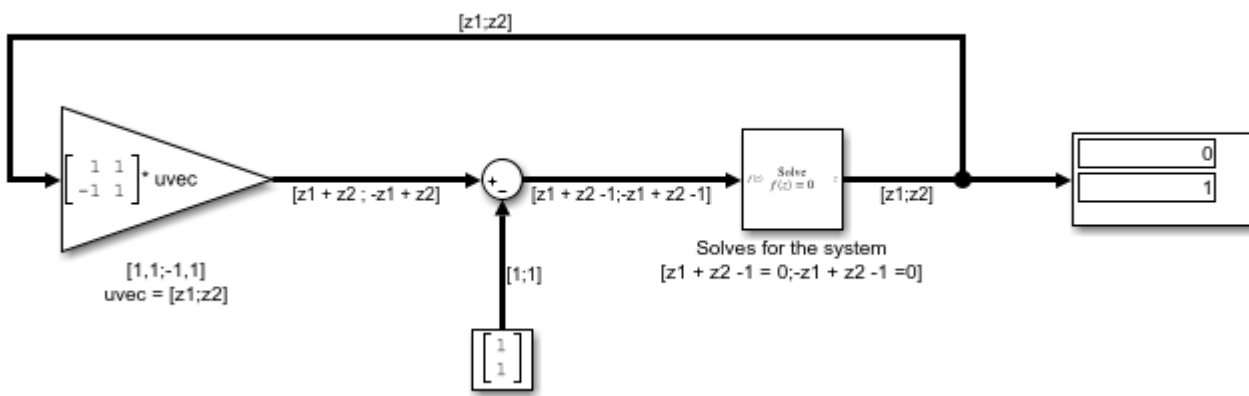 [z1;z2]
1 1
-1 1
* uvec
[z1 + z2 ; -z1 + z2]
+
−
[z1 + z2 -1;-z1 + z2 -1]
f(z)
Solve
f(z) = 0
z
[z1;z2]
0
1
[1,1;-1,1]
uvec = [z1;z2]
[1;1]
Solves for the system
[z1 + z2 -1 = 0;-z1 + z2 -1 =0]
1
1